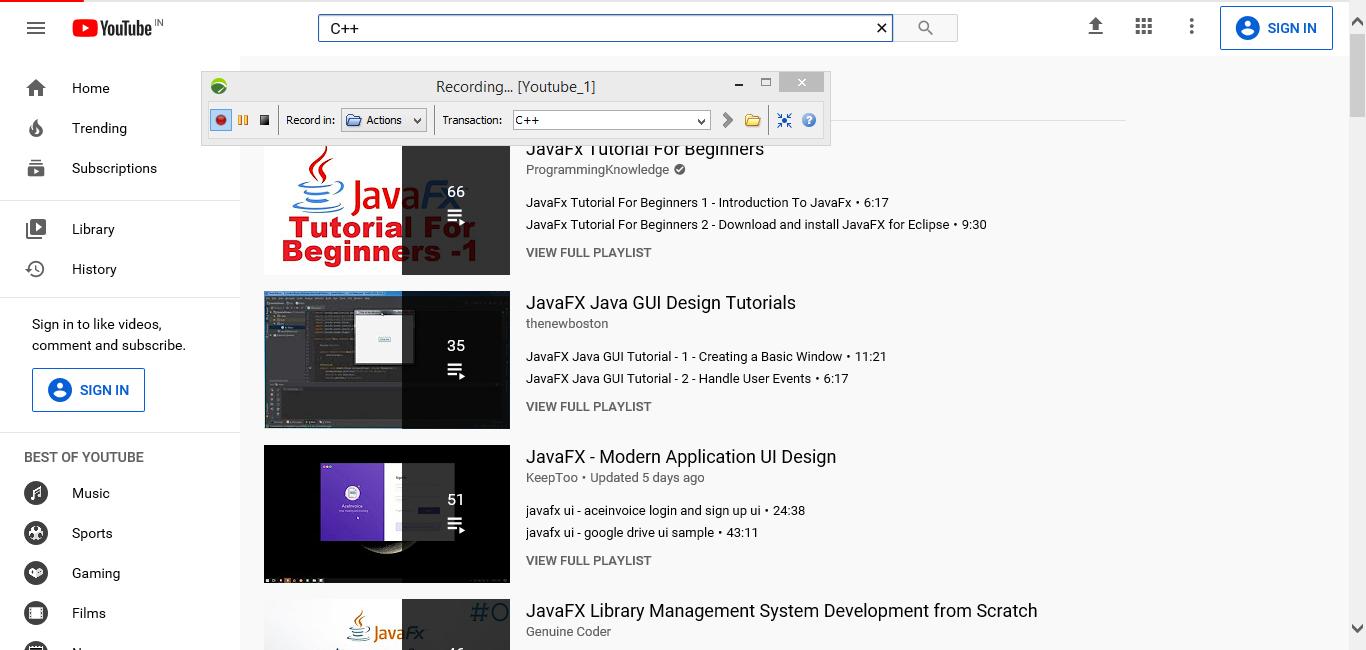 YouTube IN
C++
SIGN IN
Home
Trending
Subscriptions
Library
History
Sign in to like videos,
comment and subscribe.
SIGN IN
BEST OF YOUTUBE
Music
Sports
Gaming
Films
Recording... [Youtube_1]
Record in: Actions Transaction: C++
JavaFx Tutorial For Beginners
ProgrammingKnowledge
JavaFx Tutorial For Beginners 1 - Introduction To JavaFx • 6:17
JavaFx Tutorial For Beginners 2 - Download and install JavaFX for Eclipse • 9:30
VIEW FULL PLAYLIST
JavaFx
Tutorial For
Beginners -1
66
JavaFX Java GUI Design Tutorials
thenewboston
JavaFX Java GUI Tutorial - 1 - Creating a Basic Window • 11:21
JavaFX Java GUI Tutorial - 2 - Handle User Events • 6:17
VIEW FULL PLAYLIST
35
JavaFX - Modern Application UI Design
KeepToo • Updated 5 days ago
javafx ui - aceinvoice login and sign up ui • 24:38
javafx ui - google drive ui sample • 43:11
VIEW FULL PLAYLIST
AceInvoice
51
JavaFX Library Management System Development from Scratch
Genuine Coder
JavaFx